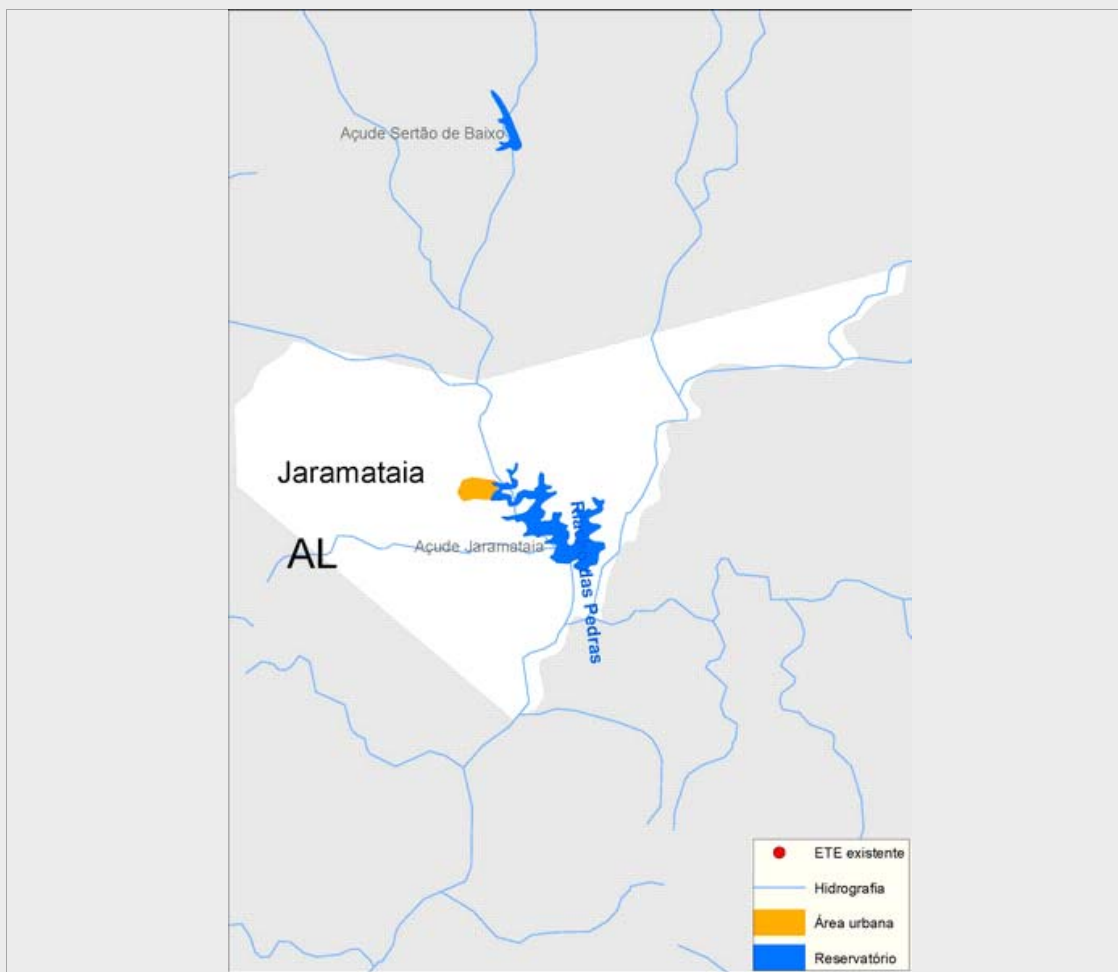 Açude Sertão de Baixo
Jaramataia
AL
Açude Jaramataia
das Pedras
ETE existente
Hidrografia
Área urbana
Reservatório